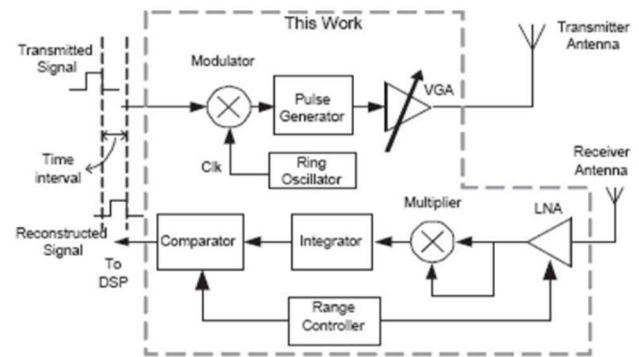 This Work
Transmitted
Signal
Modulator
Pulse
Generator
VGA
Transmitter
Antenna
Time
interval
Clk
Ring
Oscillator
Receiver
Antenna
Multiplier
LNA
Reconstructed
Signal
To
DSP
Comparator
Integrator
Range
Controller